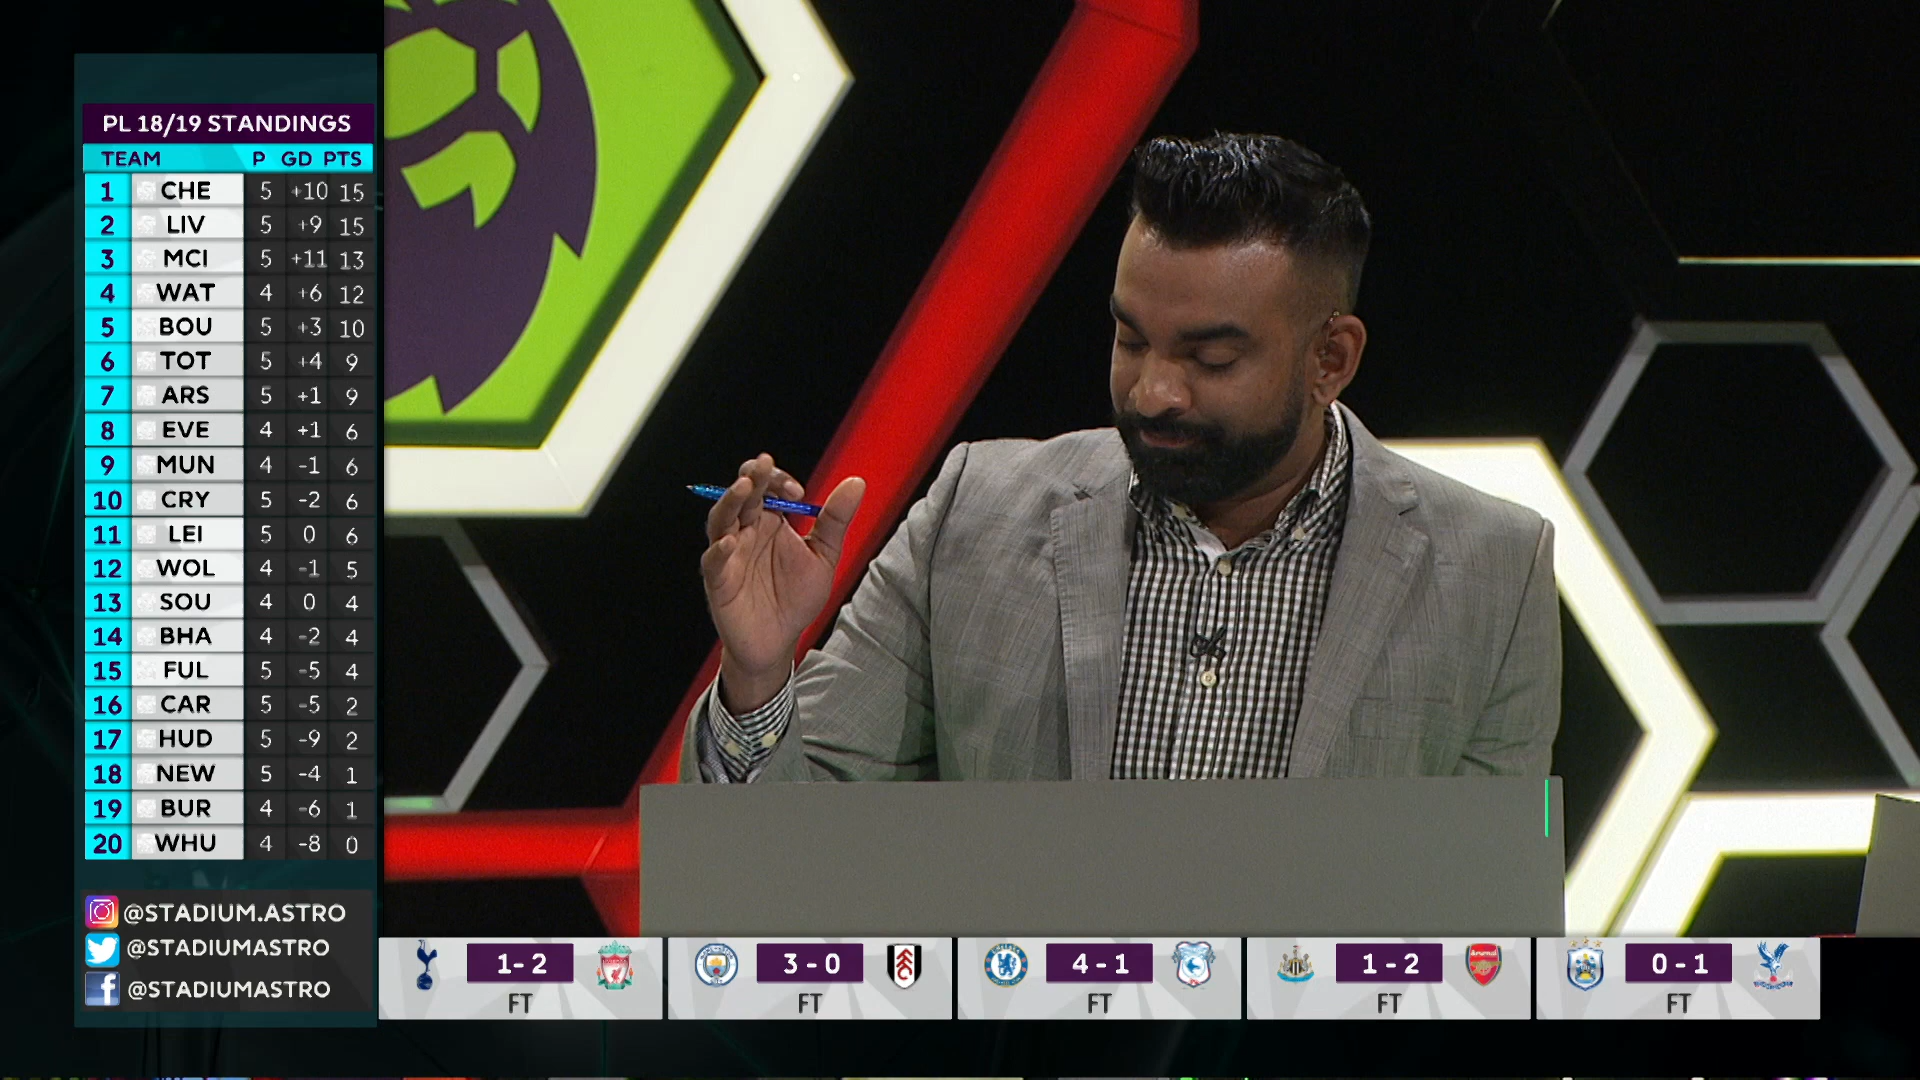 PL 18/19 STANDINGS
TEAM P GD PTS
1 CHE 5 +10 15
2 LIV 5 +9 15
3 MCI 5 +11 13
4 WAT 4 +6 12
5 BOU 5 +3 10
6 TOT 5 +4 9
7 ARS 5 +1 9
8 EVE 4 +1 6
9 MUN 4 -1 6
10 CRY 5 -2 6
11 LEI 5 0 6
12 WOL 4 -1 5
13 SOU 4 0 4
14 BHA 4 -2 4
15 FUL 5 -5 4
16 CAR 5 -5 2
17 HUD 5 -9 2
18 NEW 5 -4 1
19 BUR 4 -6 1
20 WHU 4 -8 0
@STADIUM.ASTRO
@STADIUMASTRO
@STADIUMASTRO
1-2 3-0 4-1 1-2 0-1
FT FT FT FT FT